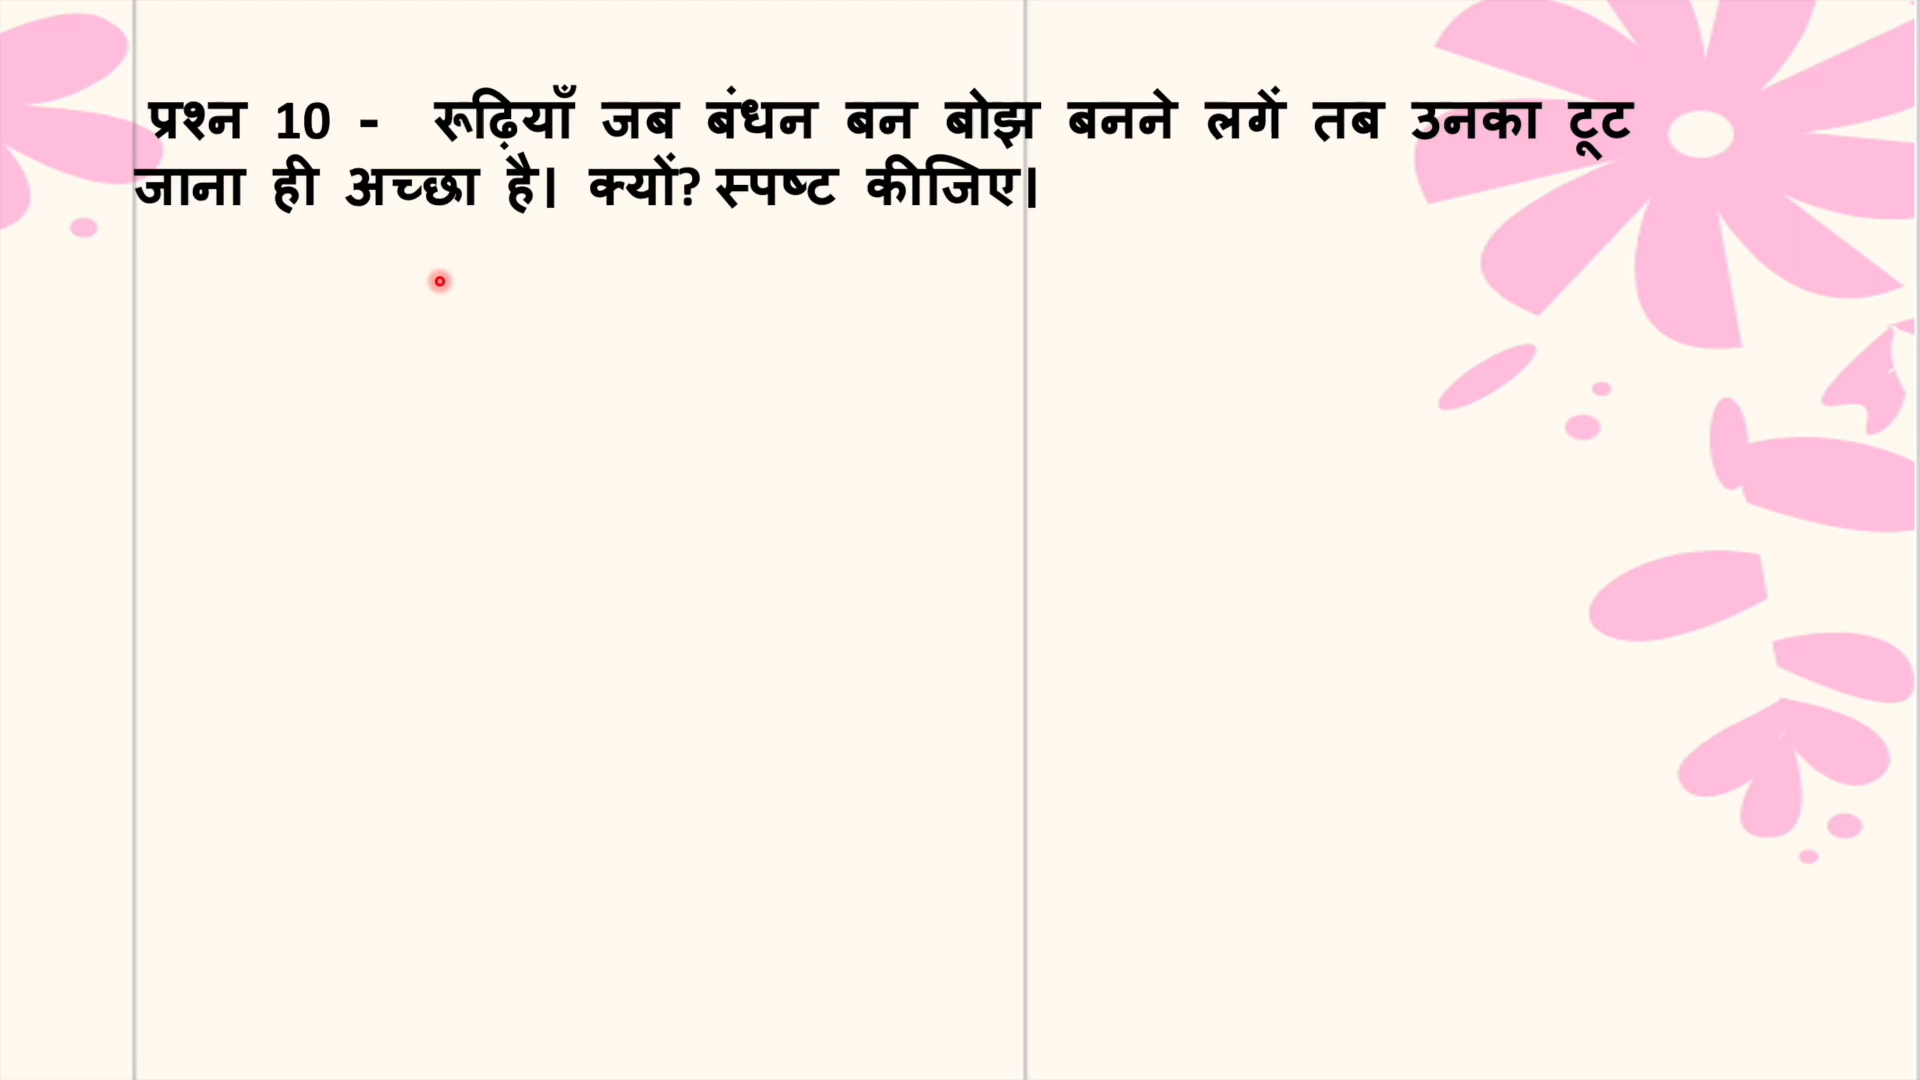 प्रश्न 10 - रूढ़ियाँ जब बंधन बन बोझ बनने लगें तब उनका टूट
जाना ही अच्छा है। क्यों? स्पष्ट कीजिए।